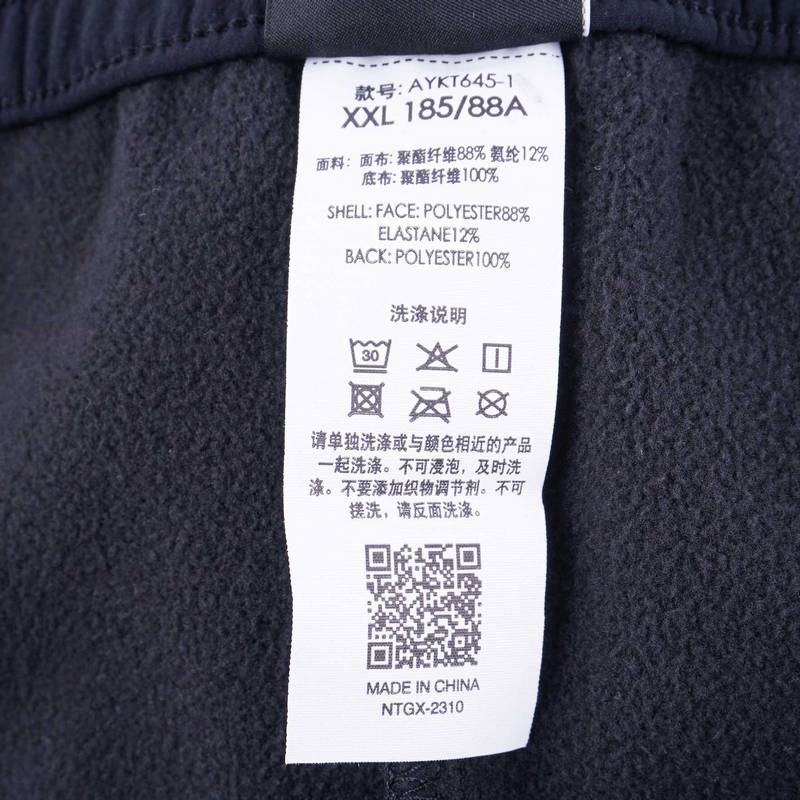 款号: AYKT645-1
XXL 185/88A
面料: 面布: 聚酯纤维88% 氨纶12%
底布: 聚酯纤维100%
SHELL: FACE: POLYESTER88%
ELASTANE12%
BACK: POLYESTER100%
洗涤说明
30
请单独洗涤或与颜色相近的产品
一起洗涤。不可浸泡，及时洗
涤。不要添加织物调节剂。不可
搓洗，请反面洗涤。
MADE IN CHINA
NTGX-2310